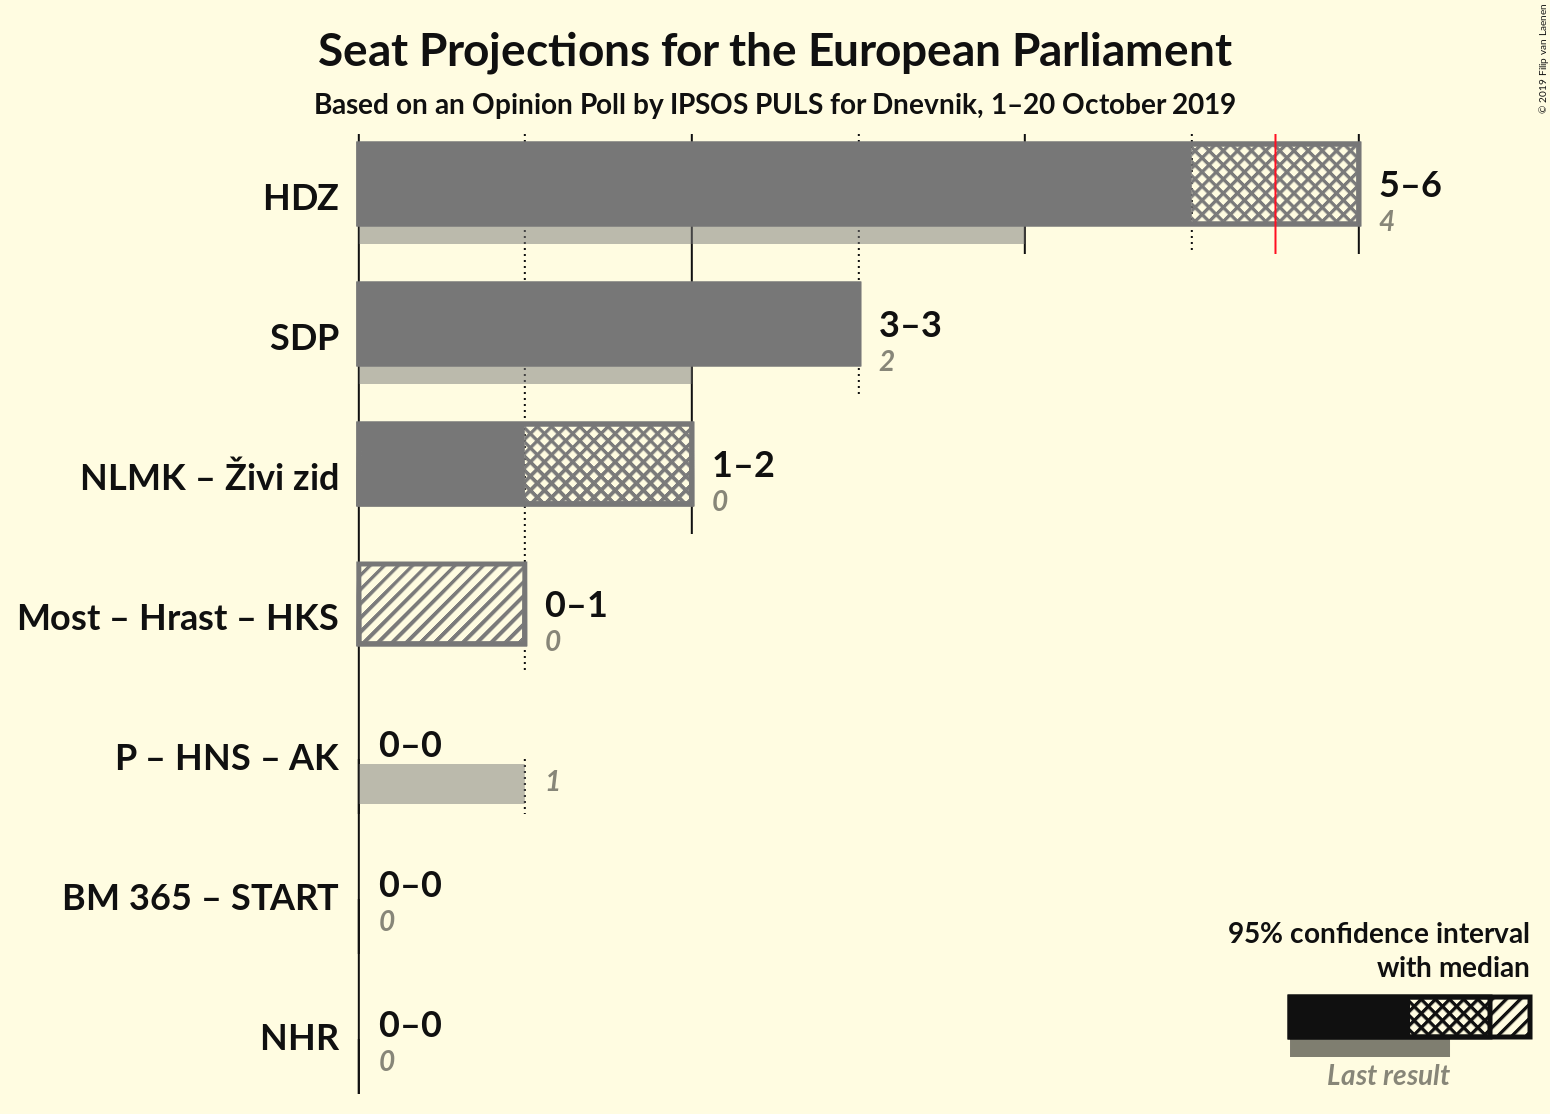 Seat Projections for the European Parliament
Based on an Opinion Poll by IPSOS PULS for Dnevnik, 1–20 October 2019
© 2019 Filip van Laenen
HDZ
5–6
4
SDP
3–3
2
NLMK – Živi zid
1–2
0
Most – Hrast – HKS
0–1
0
P – HNS – AK
0–0
1
BM 365 – START
0–0
0
NHR
0–0
0
95% confidence interval
with median
Last result